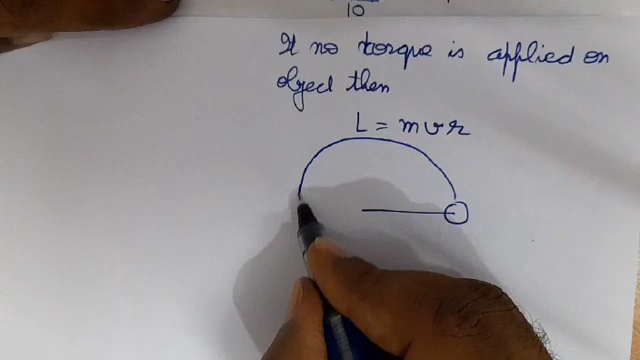 10
If no torque is applied on
object then
L = mvr